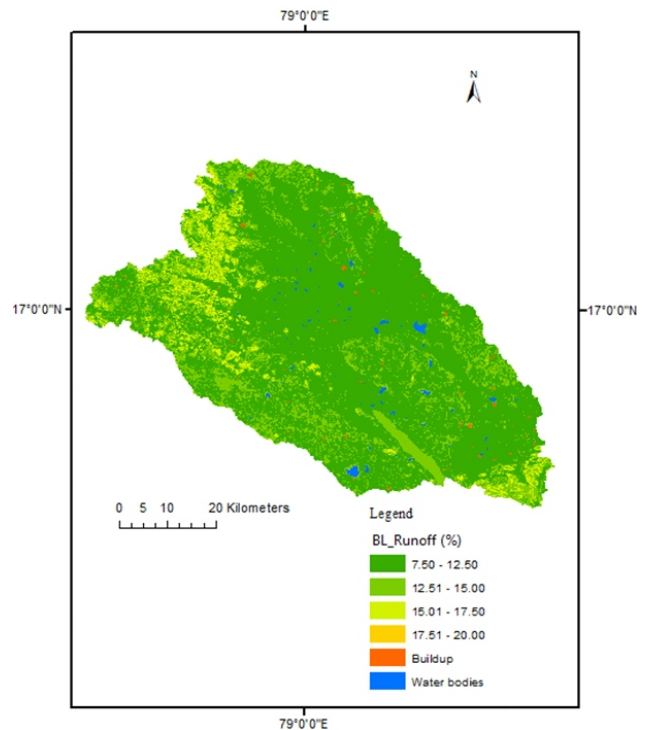 79°0'0"E
N
17°0'0"N
17°0'0"N
0 5 10 20 Kilometers
Legend
BL_Runoff (%)
7.50 - 12.50
12.51 - 15.00
15.01 - 17.50
17.51 - 20.00
Buildup
Water bodies
79°0'0"E